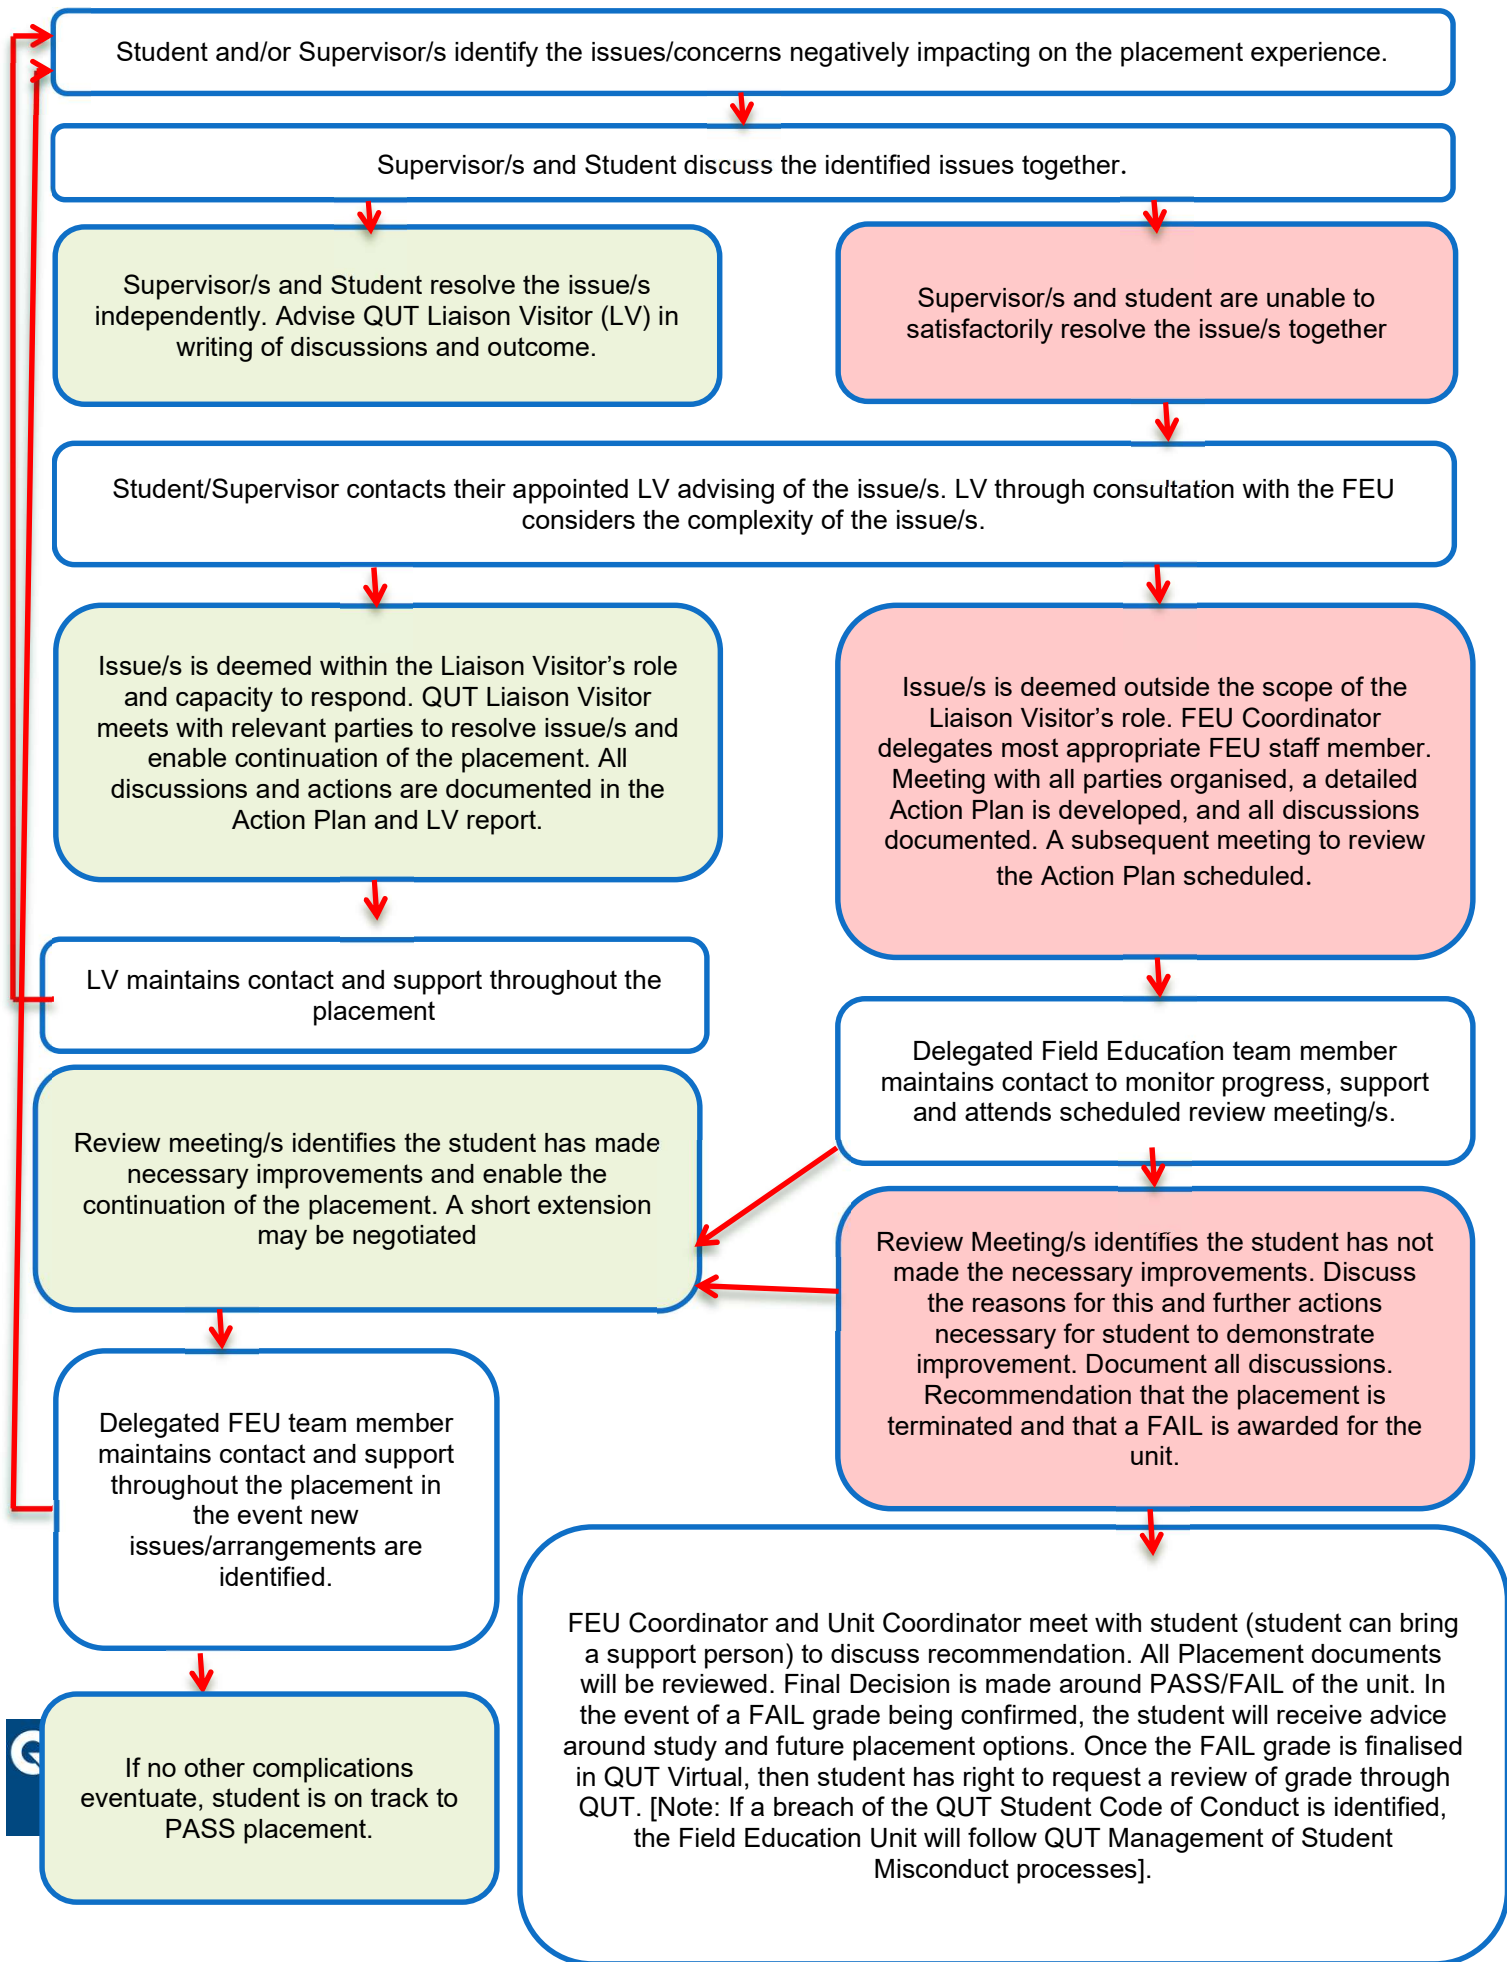 Student and/or Supervisor/s identify the issues/concerns negatively impacting on the placement experience.
Supervisor/s and Student discuss the identified issues together.
Supervisor/s and Student resolve the issue/s
independently. Advise QUT Liaison Visitor (LV) in
writing of discussions and outcome.
Supervisor/s and student are unable to
satisfactorily resolve the issue/s together
Student/Supervisor contacts their appointed LV advising of the issue/s. LV through consultation with the FEU
considers the complexity of the issue/s.
Issue/s is deemed within the Liaison Visitor’s role
and capacity to respond. QUT Liaison Visitor
meets with relevant parties to resolve issue/s and
enable continuation of the placement. All
discussions and actions are documented in the
Action Plan and LV report.
Issue/s is deemed outside the scope of the
Liaison Visitor’s role. FEU Coordinator
delegates most appropriate FEU staff member.
Meeting with all parties organised, a detailed
Action Plan is developed, and all discussions
documented. A subsequent meeting to review
the Action Plan scheduled.
LV maintains contact and support throughout the
placement
Delegated Field Education team member
maintains contact to monitor progress, support
and attends scheduled review meeting/s.
Review meeting/s identifies the student has made
necessary improvements and enable the
continuation of the placement. A short extension
may be negotiated
Review Meeting/s identifies the student has not
made the necessary improvements. Discuss
the reasons for this and further actions
necessary for student to demonstrate
improvement. Document all discussions.
Recommendation that the placement is
terminated and that a FAIL is awarded for the
unit.
Delegated FEU team member
maintains contact and support
throughout the placement in
the event new
issues/arrangements are
identified.
FEU Coordinator and Unit Coordinator meet with student (student can bring
a support person) to discuss recommendation. All Placement documents
will be reviewed. Final Decision is made around PASS/FAIL of the unit. In
the event of a FAIL grade being confirmed, the student will receive advice
around study and future placement options. Once the FAIL grade is finalised
in QUT Virtual, then student has right to request a review of grade through
QUT. [Note: If a breach of the QUT Student Code of Conduct is identified,
the Field Education Unit will follow QUT Management of Student
Misconduct processes].
If no other complications
eventuate, student is on track to
PASS placement.